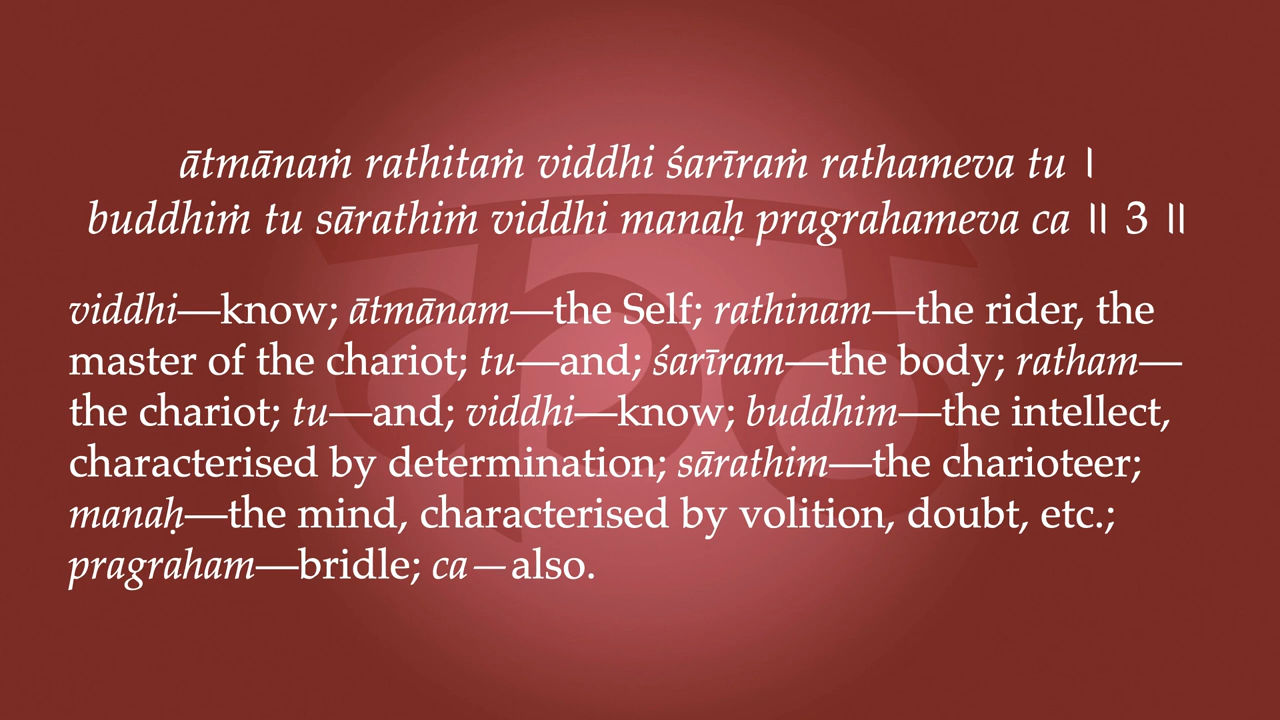 ātmānaṁ rathitaṁ viddhi śarīraṁ rathameva tu ।
buddhiṁ tu sārathiṁ viddhi manaḥ pragrahameva ca ॥ 3 ॥
viddhi—know; ātmānam—the Self; rathinam—the rider, the
master of the chariot; tu—and; śarīram—the body; ratham—
the chariot; tu—and; viddhi—know; buddhim—the intellect,
characterised by determination; sārathim—the charioteer;
manaḥ—the mind, characterised by volition, doubt, etc.;
pragraham—bridle; ca—also.
कठ